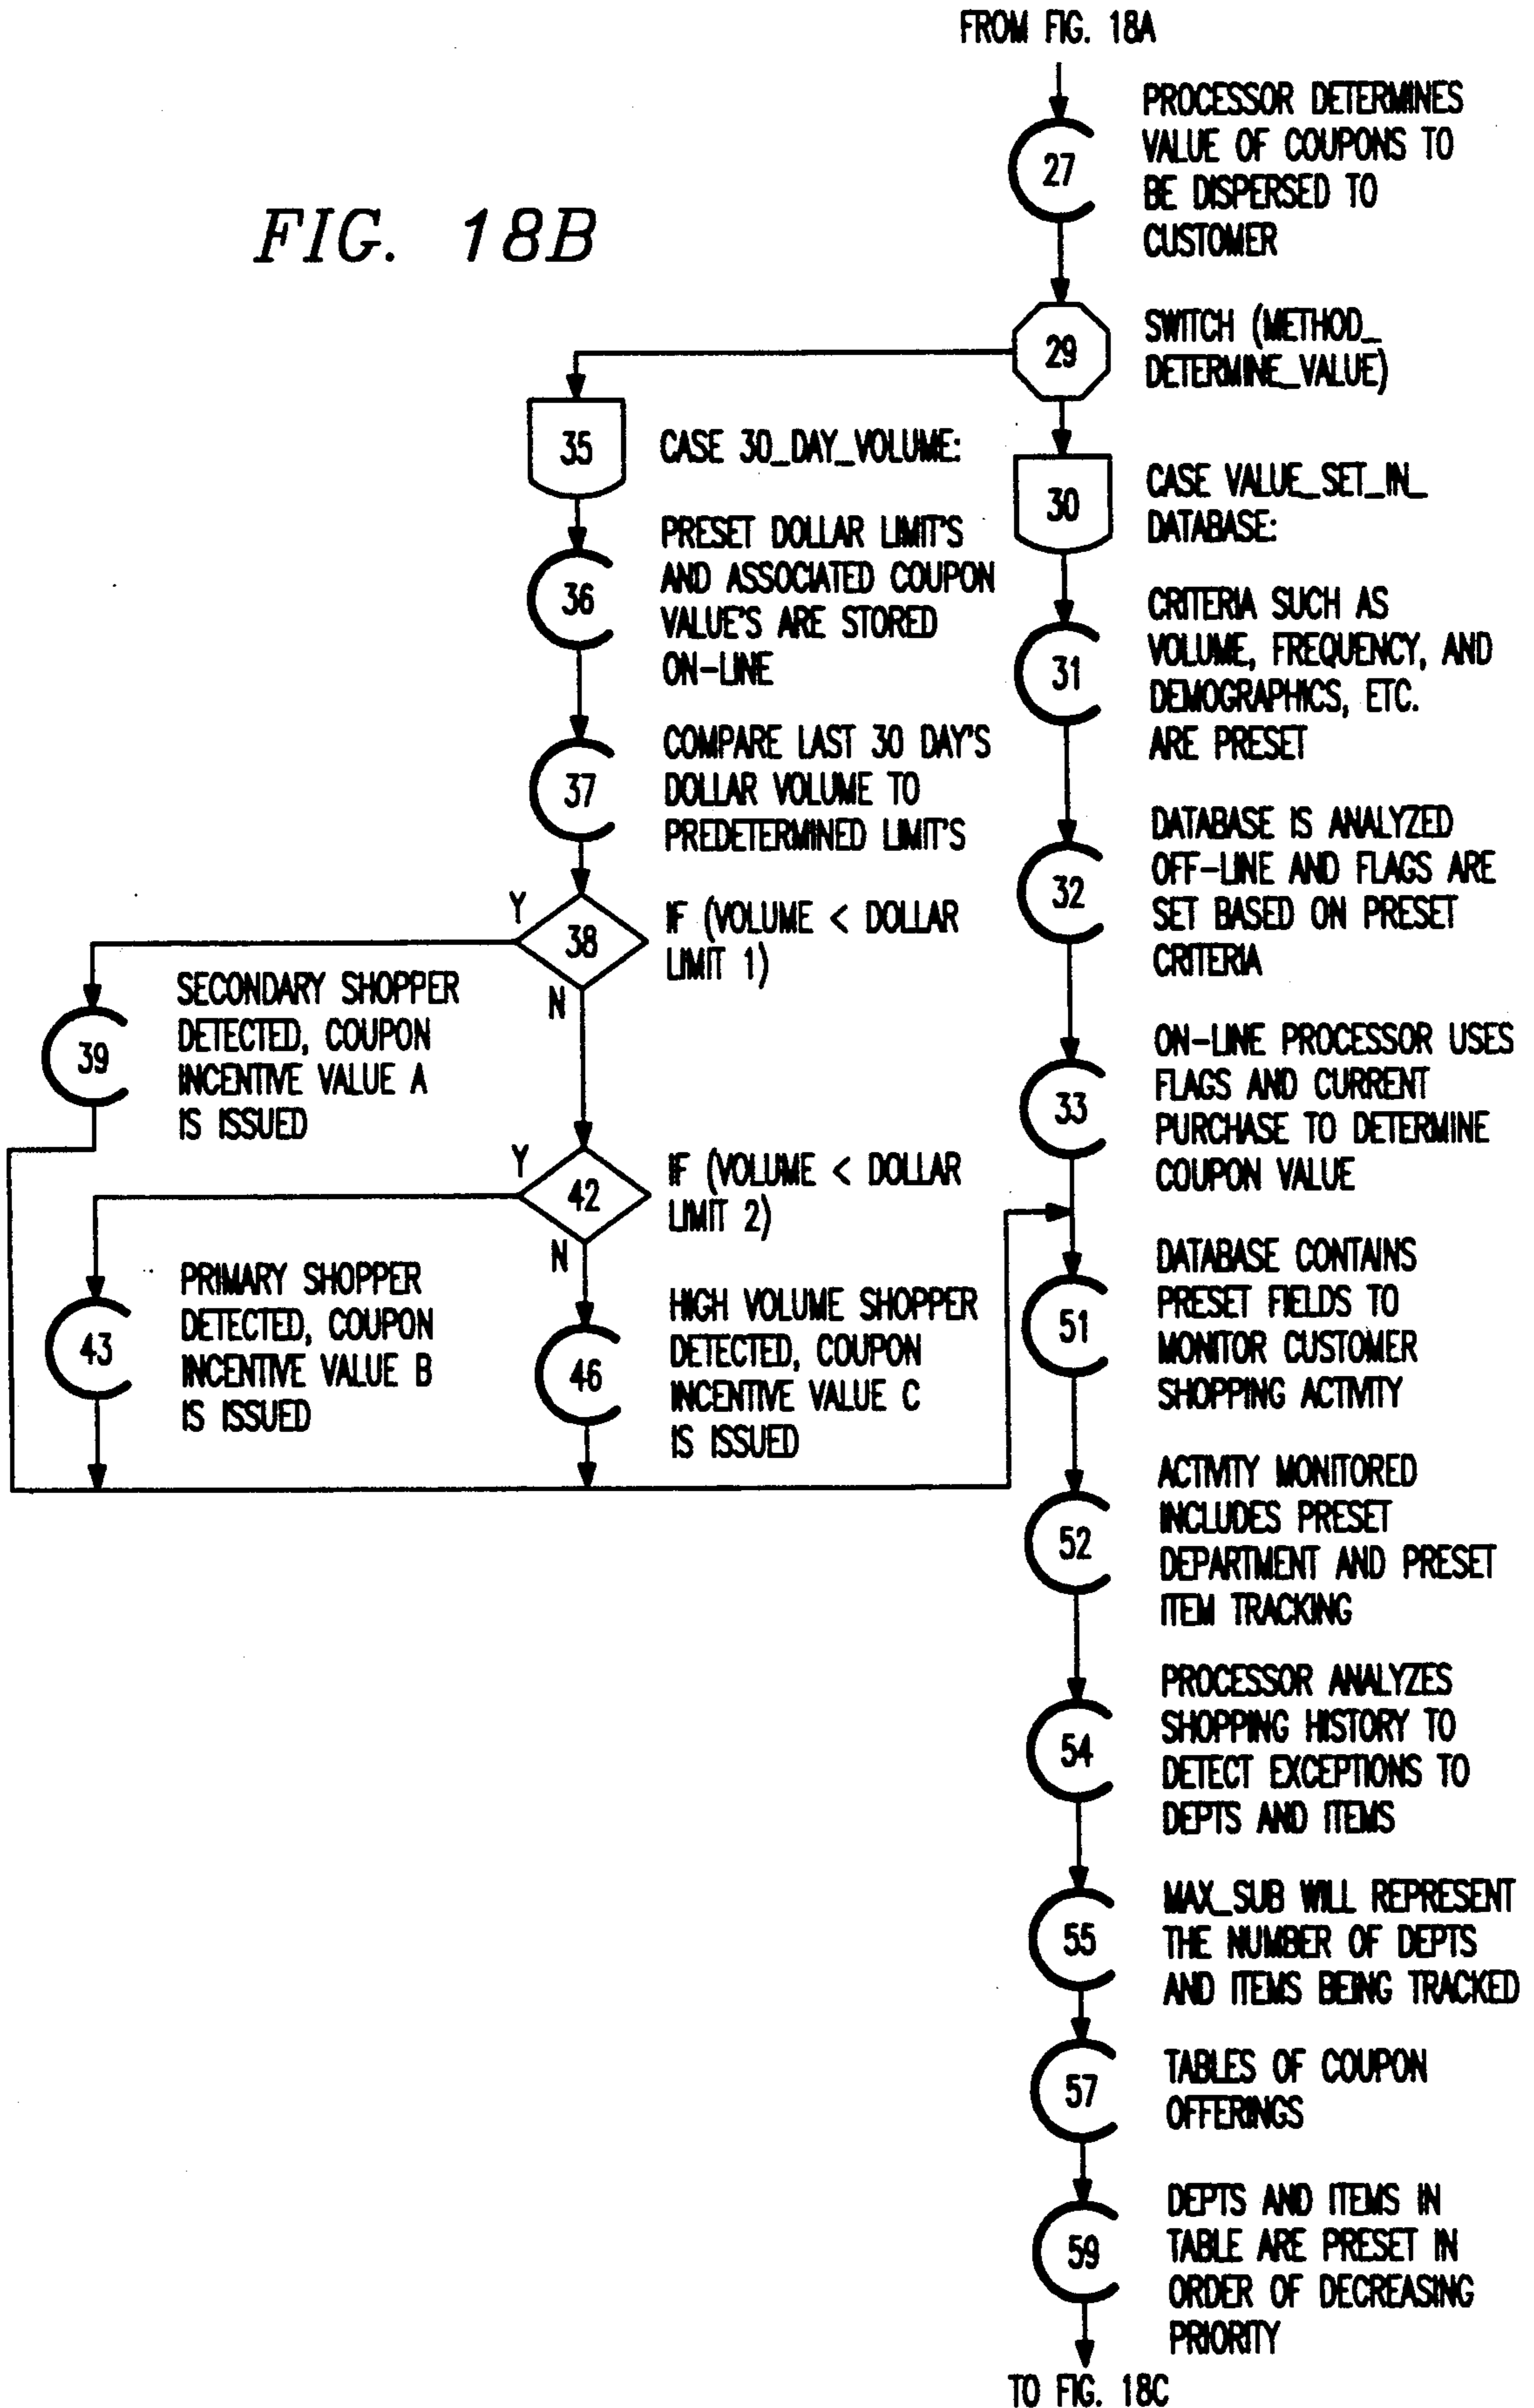 FROM FIG. 18A
FIG. 18B
27
PROCESSOR DETERMINES
VALUE OF COUPONS TO
BE DISPERSED TO
CUSTOMER
29
SWITCH (METHOD_
DETERMINE_VALUE)
35
CASE 30_DAY_VOLUME:
30
CASE VALUE_SET_IN_
DATABASE:
36
PRESET DOLLAR LIMIT'S
AND ASSOCIATED COUPON
VALUE'S ARE STORED
ON-LINE
31
CRITERIA SUCH AS
VOLUME, FREQUENCY, AND
DEMOGRAPHICS, ETC.
ARE PRESET
37
COMPARE LAST 30 DAY'S
DOLLAR VOLUME TO
PREDETERMINED LIMIT'S
32
DATABASE IS ANALYZED
OFF-LINE AND FLAGS ARE
SET BASED ON PRESET
CRITERIA
Y
38
N
IF (VOLUME < DOLLAR
LIMIT 1)
39
SECONDARY SHOPPER
DETECTED, COUPON
INCENTIVE VALUE A
IS ISSUED
33
ON-LINE PROCESSOR USES
FLAGS AND CURRENT
PURCHASE TO DETERMINE
COUPON VALUE
Y
42
N
IF (VOLUME < DOLLAR
LIMIT 2)
43
PRIMARY SHOPPER
DETECTED, COUPON
INCENTIVE VALUE B
IS ISSUED
46
HIGH VOLUME SHOPPER
DETECTED, COUPON
INCENTIVE VALUE C
IS ISSUED
51
DATABASE CONTAINS
PRESET FIELDS TO
MONITOR CUSTOMER
SHOPPING ACTIVITY
52
ACTIVITY MONITORED
INCLUDES PRESET
DEPARTMENT AND PRESET
ITEM TRACKING
54
PROCESSOR ANALYZES
SHOPPING HISTORY TO
DETECT EXCEPTIONS TO
DEPTS AND ITEMS
55
MAX_SUB WILL REPRESENT
THE NUMBER OF DEPTS
AND ITEMS BEING TRACKED
57
TABLES OF COUPON
OFFERINGS
59
DEPTS AND ITEMS IN
TABLE ARE PRESET IN
ORDER OF DECREASING
PRIORITY
TO FIG. 18C